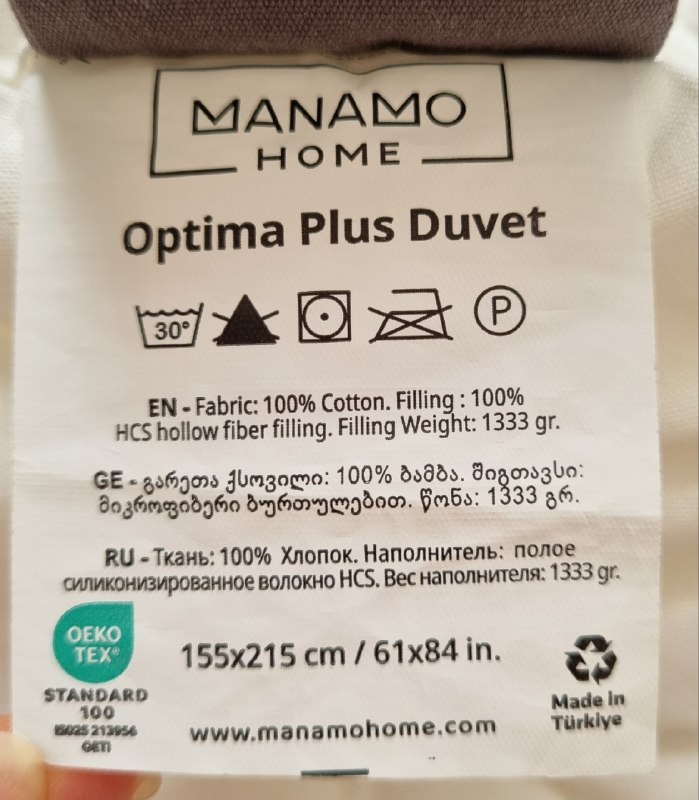 MANAMO
HOME
Optima Plus Duvet
30°
P
EN - Fabric: 100% Cotton. Filling : 100%
HCS hollow fiber filling. Filling Weight: 1333 gr.
GE - გარეთა ქსოვილი: 100% ბამბა. შიგთავსი:
მიკროფიბერი ბურთულებით. წონა: 1333 გრ.
RU - Ткань: 100% Хлопок. Наполнитель: полое
силиконизированное волокно HCS. Вес наполнителя: 1333 gr.
OEKO
TEX®
STANDARD
100
155x215 cm / 61x84 in.
Made in
Türkiye
www.manamohome.com